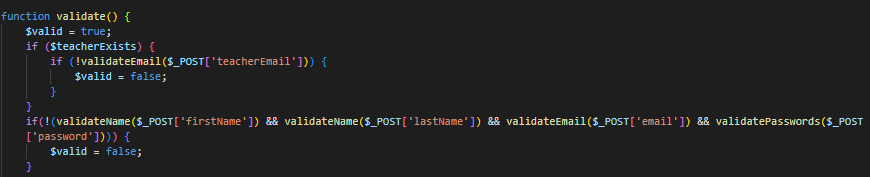 function validate() {
    $valid = true;
    if ($teacherExists) {
        if (!validateEmail($_POST['teacherEmail'])) {
            $valid = false;
        }
    }
    if(!(validateName($_POST['firstName']) && validateName($_POST['lastName']) && validateEmail($_POST['email']) && validatePasswords($_POST
    ['password']))) {
        $valid = false;
    }